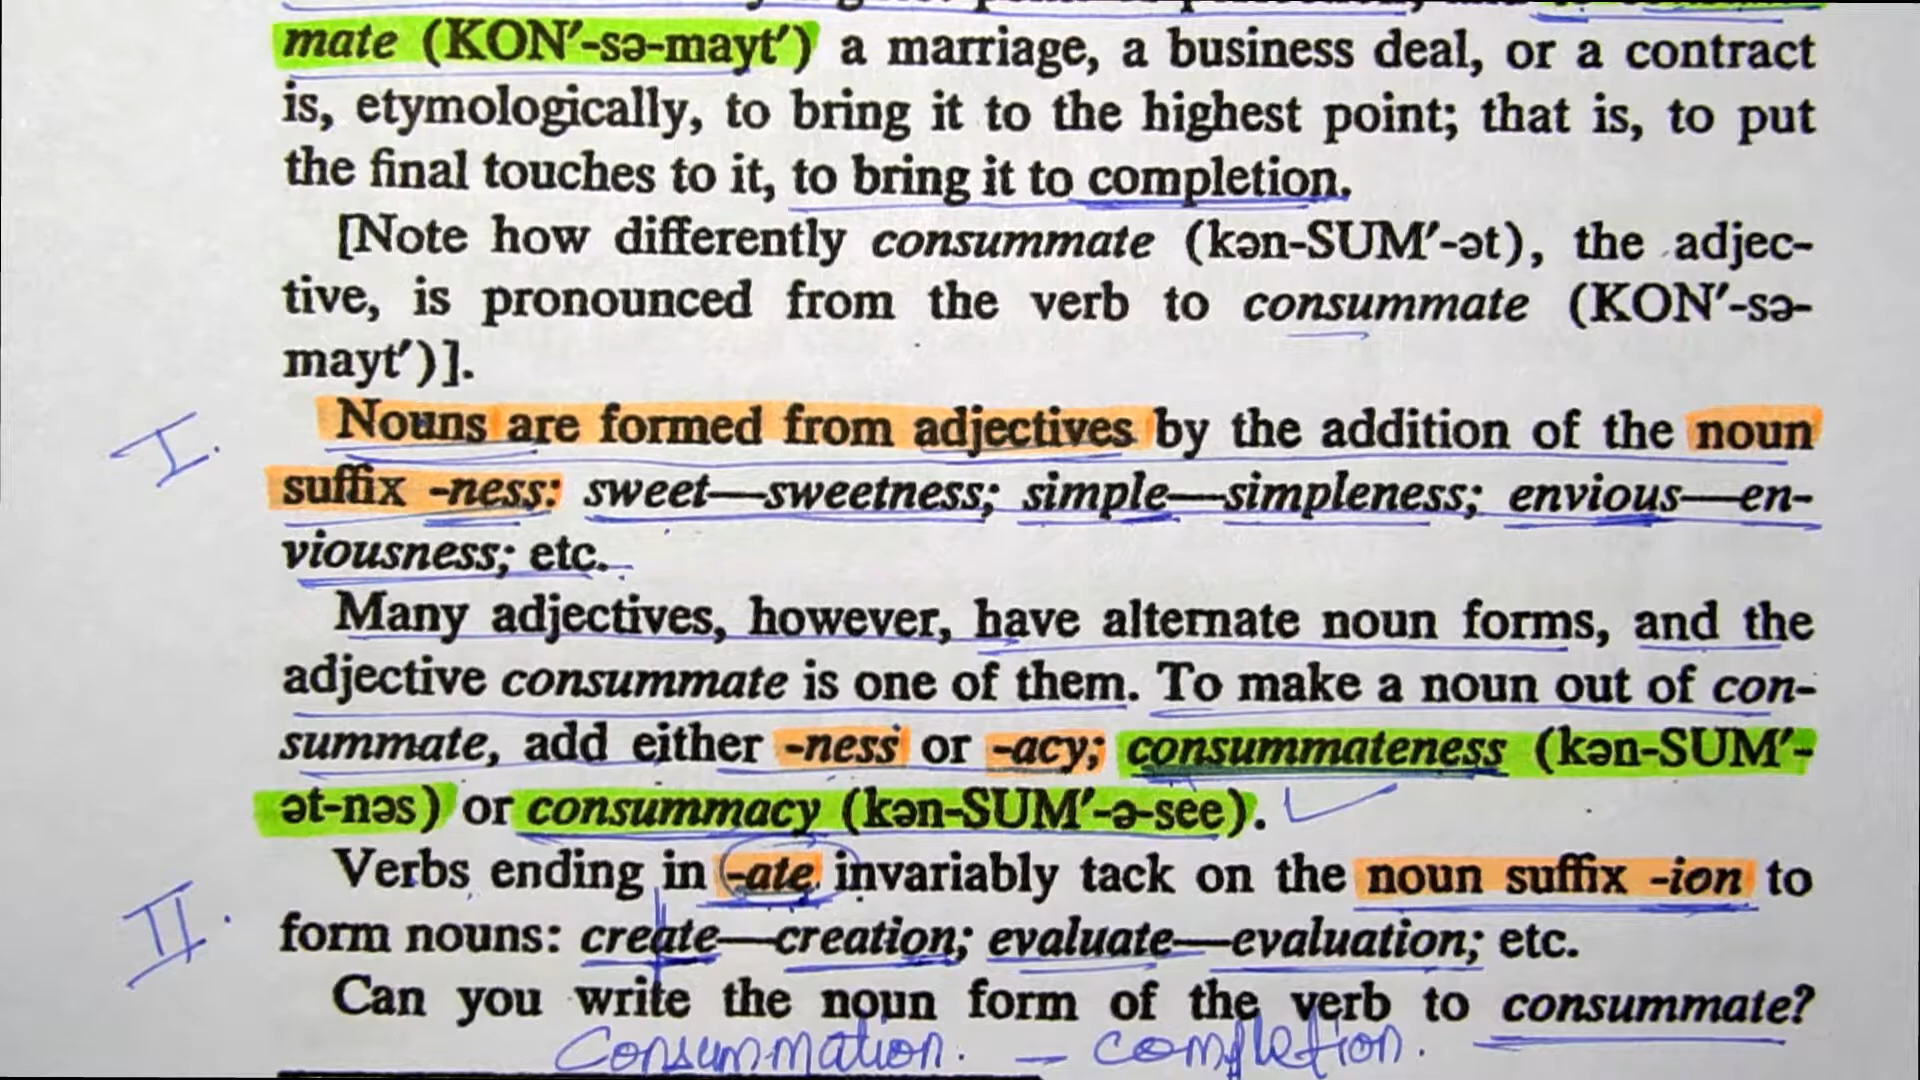 mate (KON′-sə-mayt′) a marriage, a business deal, or a contract
is, etymologically, to bring it to the highest point; that is, to put
the final touches to it, to bring it to completion.
[Note how differently consummate (kən-SUM′-ət), the adjec-
tive, is pronounced from the verb to consummate (KON′-sə-
mayt′)].
I. Nouns are formed from adjectives by the addition of the noun
suffix -ness: sweet—sweetness; simple—simpleness; envious—en-
viousness; etc.
Many adjectives, however, have alternate noun forms, and the
adjective consummate is one of them. To make a noun out of con-
summate, add either -ness or -acy; consummateness (kən-SUM′-
ət-nəs) or consummacy (kən-SUM′-ə-see).
II. Verbs ending in -ate invariably tack on the noun suffix -ion to
form nouns: create—creation; evaluate—evaluation; etc.
Can you write the noun form of the verb to consummate?
Consummation. — completion.